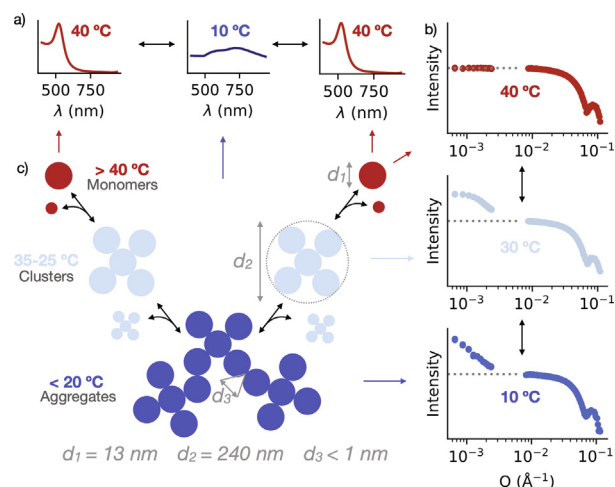 a)
40 ºC
10 ºC
40 ºC
b)
500 750
500 750
500 750
λ (nm)
λ (nm)
λ (nm)
Intensity
40 ºC
10⁻³ 10⁻² 10⁻¹
c)
> 40 ºC
Monomers
d₁
35-25 ºC
Clusters
d₂
Intensity
30 ºC
10⁻³ 10⁻² 10⁻¹
< 20 ºC
Aggregates
d₃
Intensity
10 ºC
10⁻³ 10⁻² 10⁻¹
d₁ = 13 nm d₂ = 240 nm d₃ < 1 nm
Q (Å⁻¹)